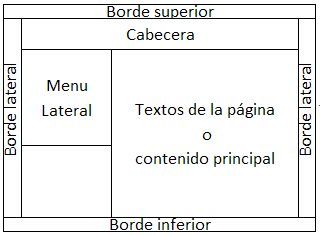 Borde superior
Cabecera
Borde lateral
Menu
Lateral
Textos de la página
o
contenido principal
Borde lateral
Borde inferior